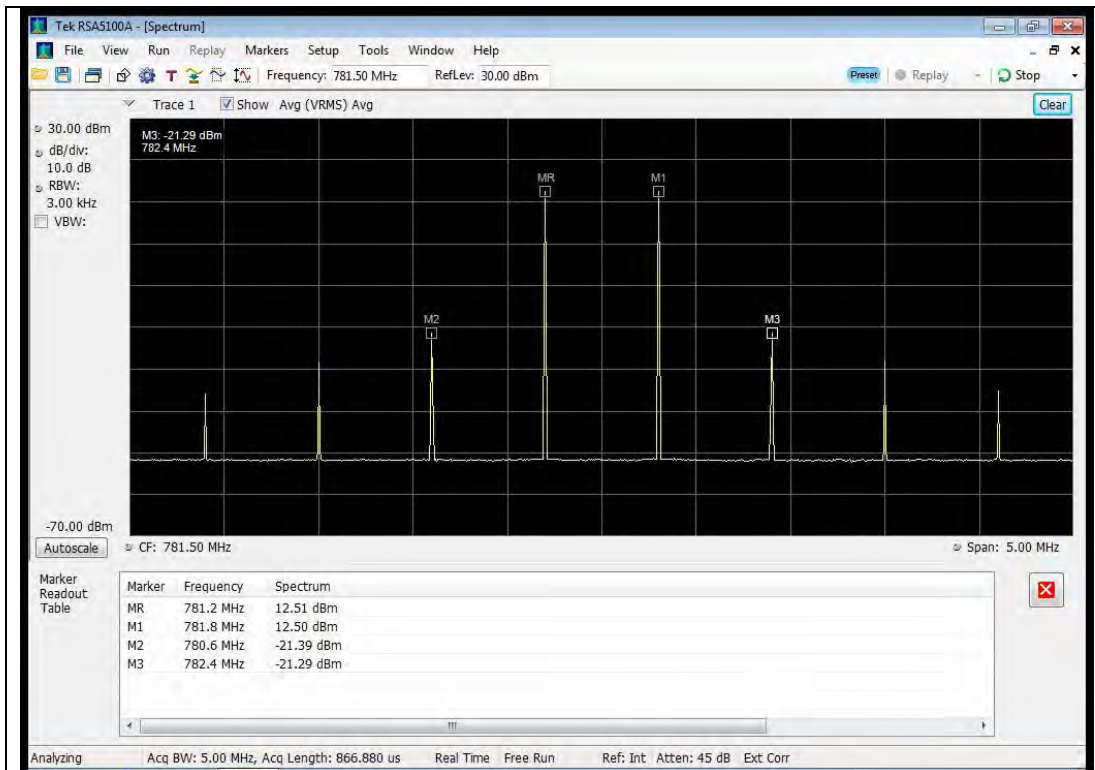 Tek RSA5100A - [Spectrum]
File View Run Replay Markers Setup Tools Window Help
T Frequency: 781.50 MHz RefLev: 30.00 dBm Preset Replay Stop
Trace 1 Show Avg (VRMS) Avg Clear
30.00 dBm
dB/div:
10.0 dB
RBW:
3.00 kHz
VBW:
M3: -21.29 dBm
782.4 MHz
MR M1
M2 M3
-70.00 dBm
Autoscale CF: 781.50 MHz Span: 5.00 MHz
Marker
Readout
Table
Marker Frequency Spectrum
MR 781.2 MHz 12.51 dBm
M1 781.8 MHz 12.50 dBm
M2 780.6 MHz -21.39 dBm
M3 782.4 MHz -21.29 dBm
Analyzing Acq BW: 5.00 MHz, Acq Length: 866.880 us Real Time Free Run Ref: Int Atten: 45 dB Ext Corr